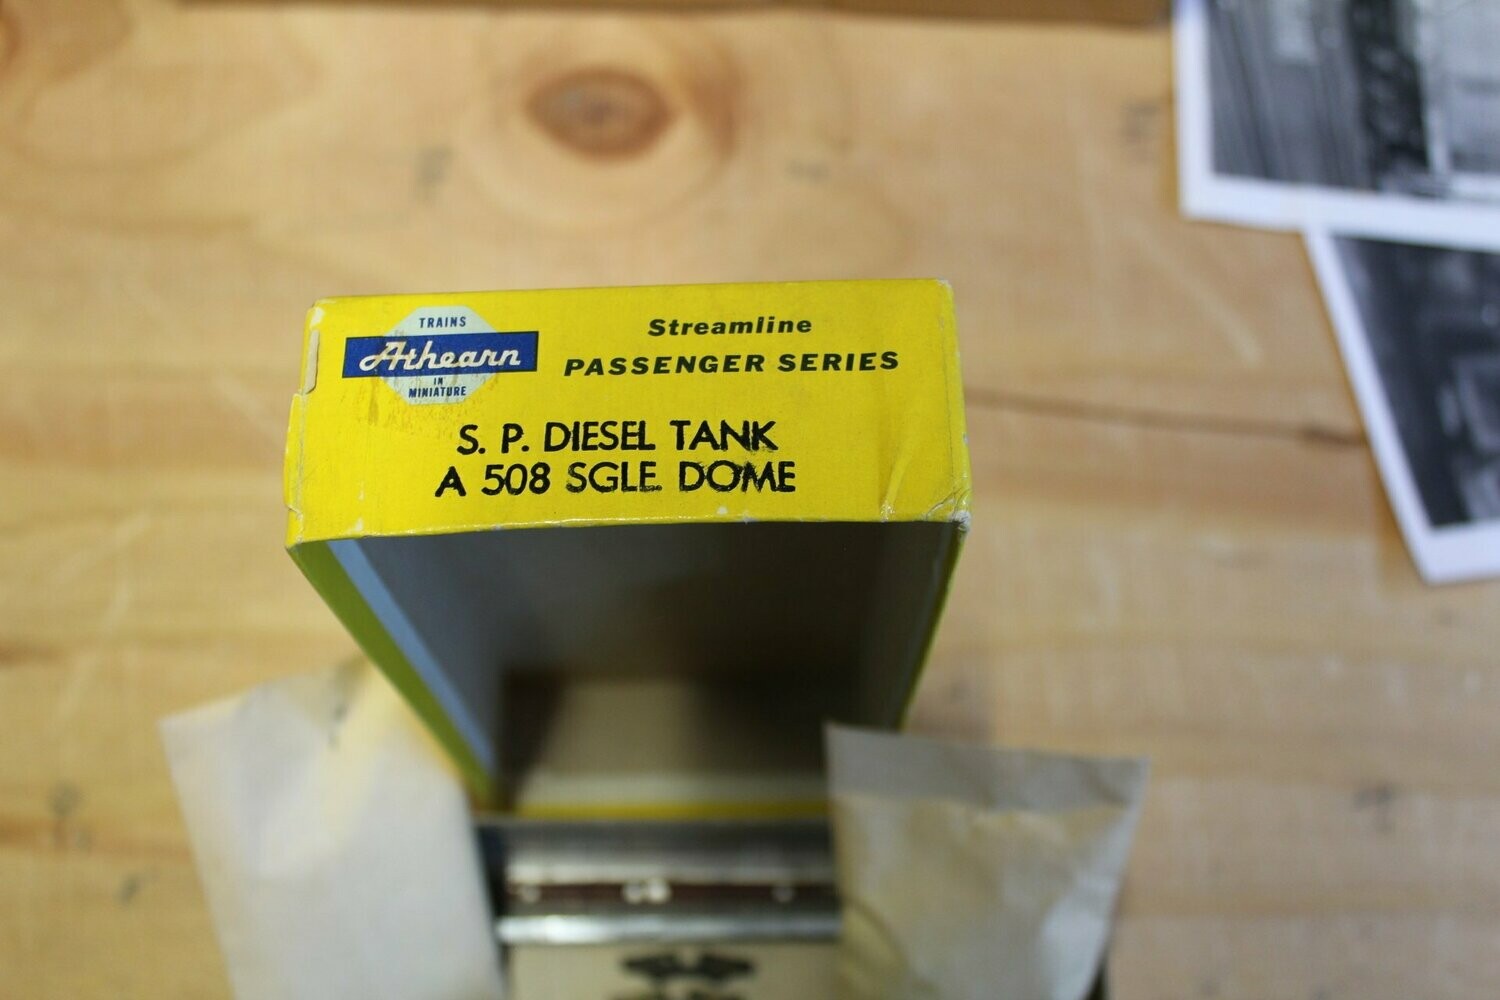 TRAINS
Athearn
IN
MINIATURE
Streamline
PASSENGER SERIES
S. P. DIESEL TANK
A 508 SGLE. DOME